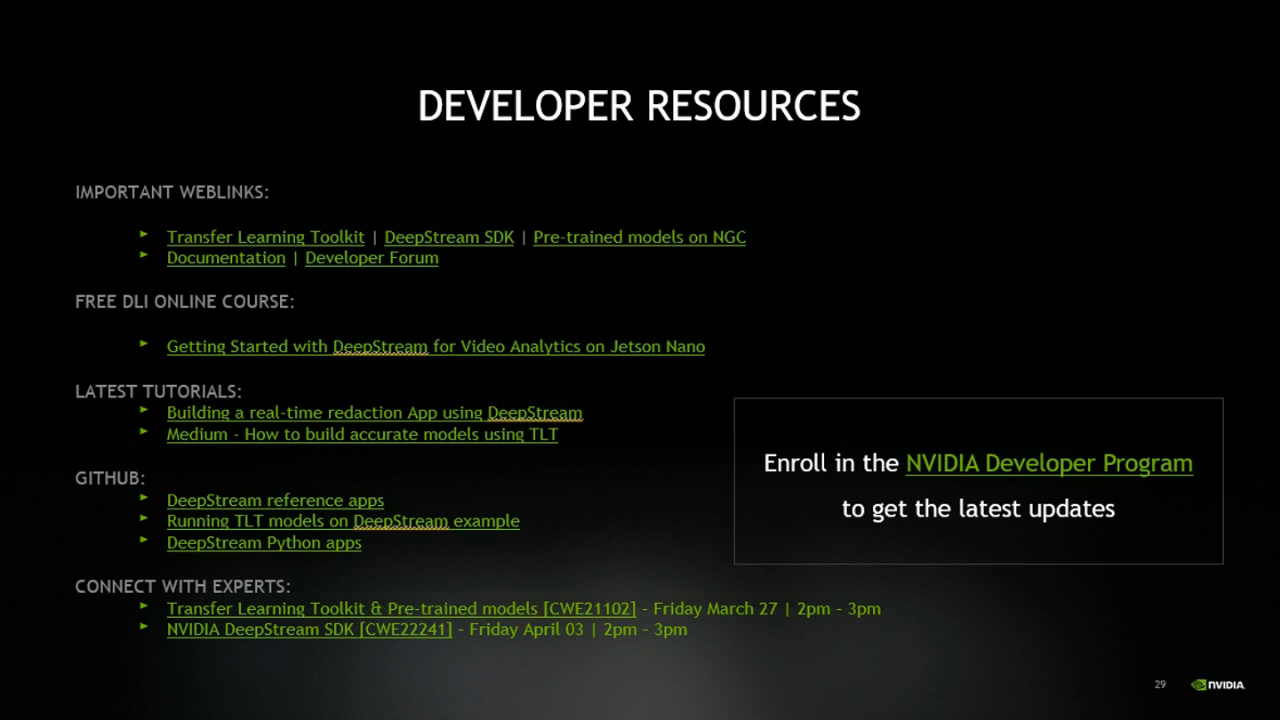 DEVELOPER RESOURCES
IMPORTANT WEBLINKS:
Transfer Learning Toolkit | DeepStream SDK | Pre-trained models on NGC
Documentation | Developer Forum
FREE DLI ONLINE COURSE:
Getting Started with DeepStream for Video Analytics on Jetson Nano
LATEST TUTORIALS:
Building a real-time redaction App using DeepStream
Medium - How to build accurate models using TLT
GITHUB:
DeepStream reference apps
Running TLT models on DeepStream example
DeepStream Python apps
CONNECT WITH EXPERTS:
Transfer Learning Toolkit & Pre-trained models [CWE21102] – Friday March 27 | 2pm – 3pm
NVIDIA DeepStream SDK [CWE22241] – Friday April 03 | 2pm – 3pm
Enroll in the NVIDIA Developer Program
to get the latest updates
29
NVIDIA.